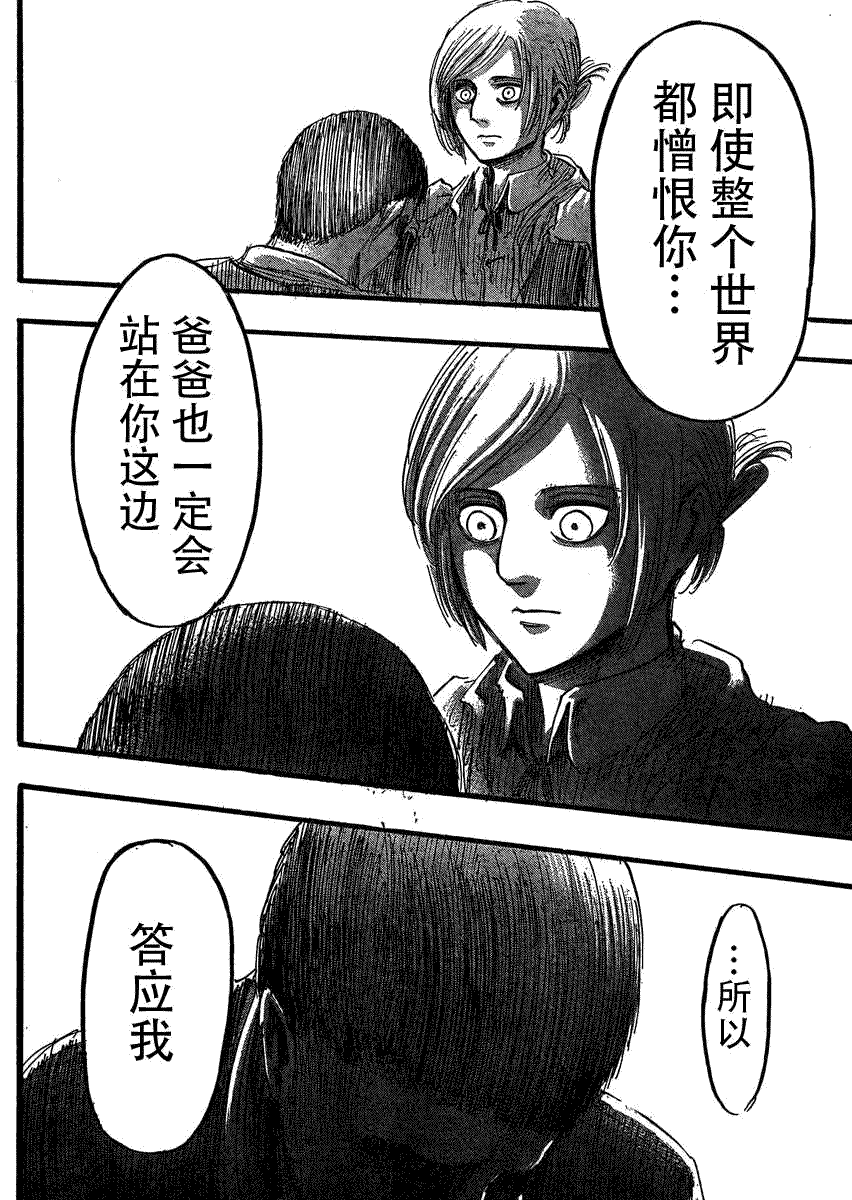 即使整个世界
都憎恨你…
爸爸也一定会
站在你这边
…所以
答应我